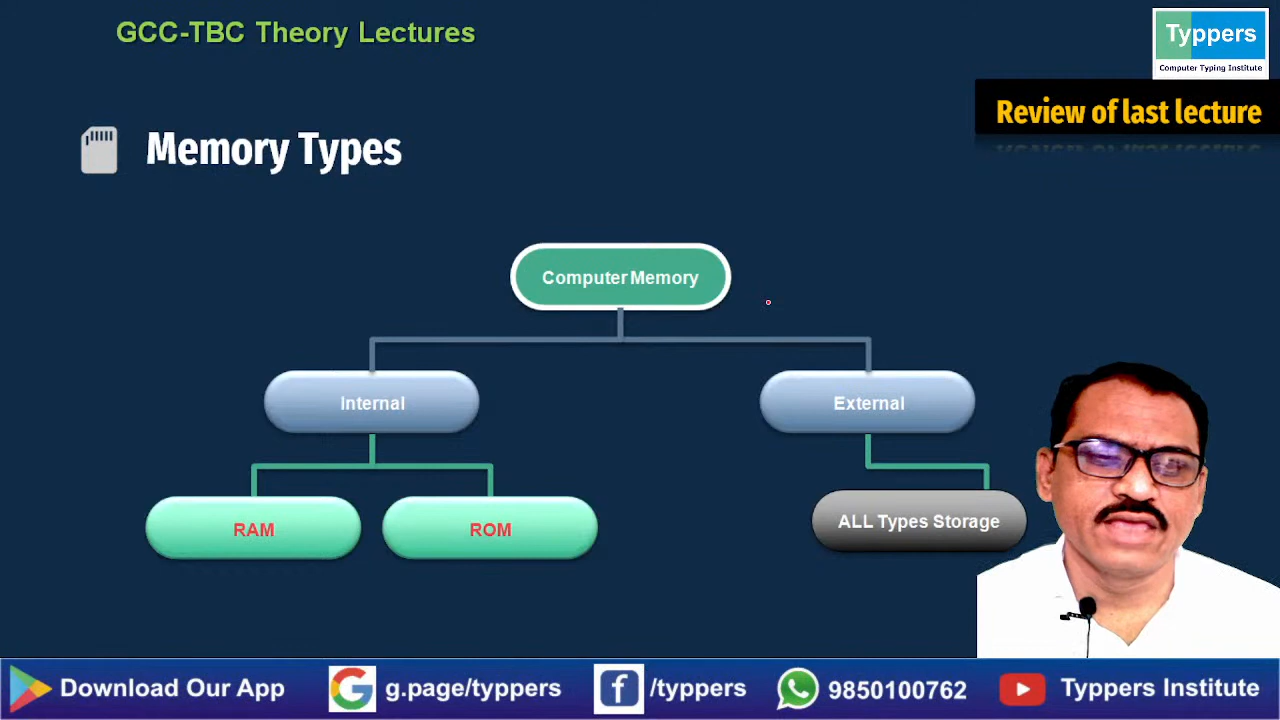 GCC-TBC Theory Lectures
Typpers
Computer Typing Institute
Review of last lecture
Memory Types
Computer Memory
Internal
External
RAM
ROM
ALL Types Storage
Download Our App
g.page/typpers
/typpers
9850100762
Typpers Institute